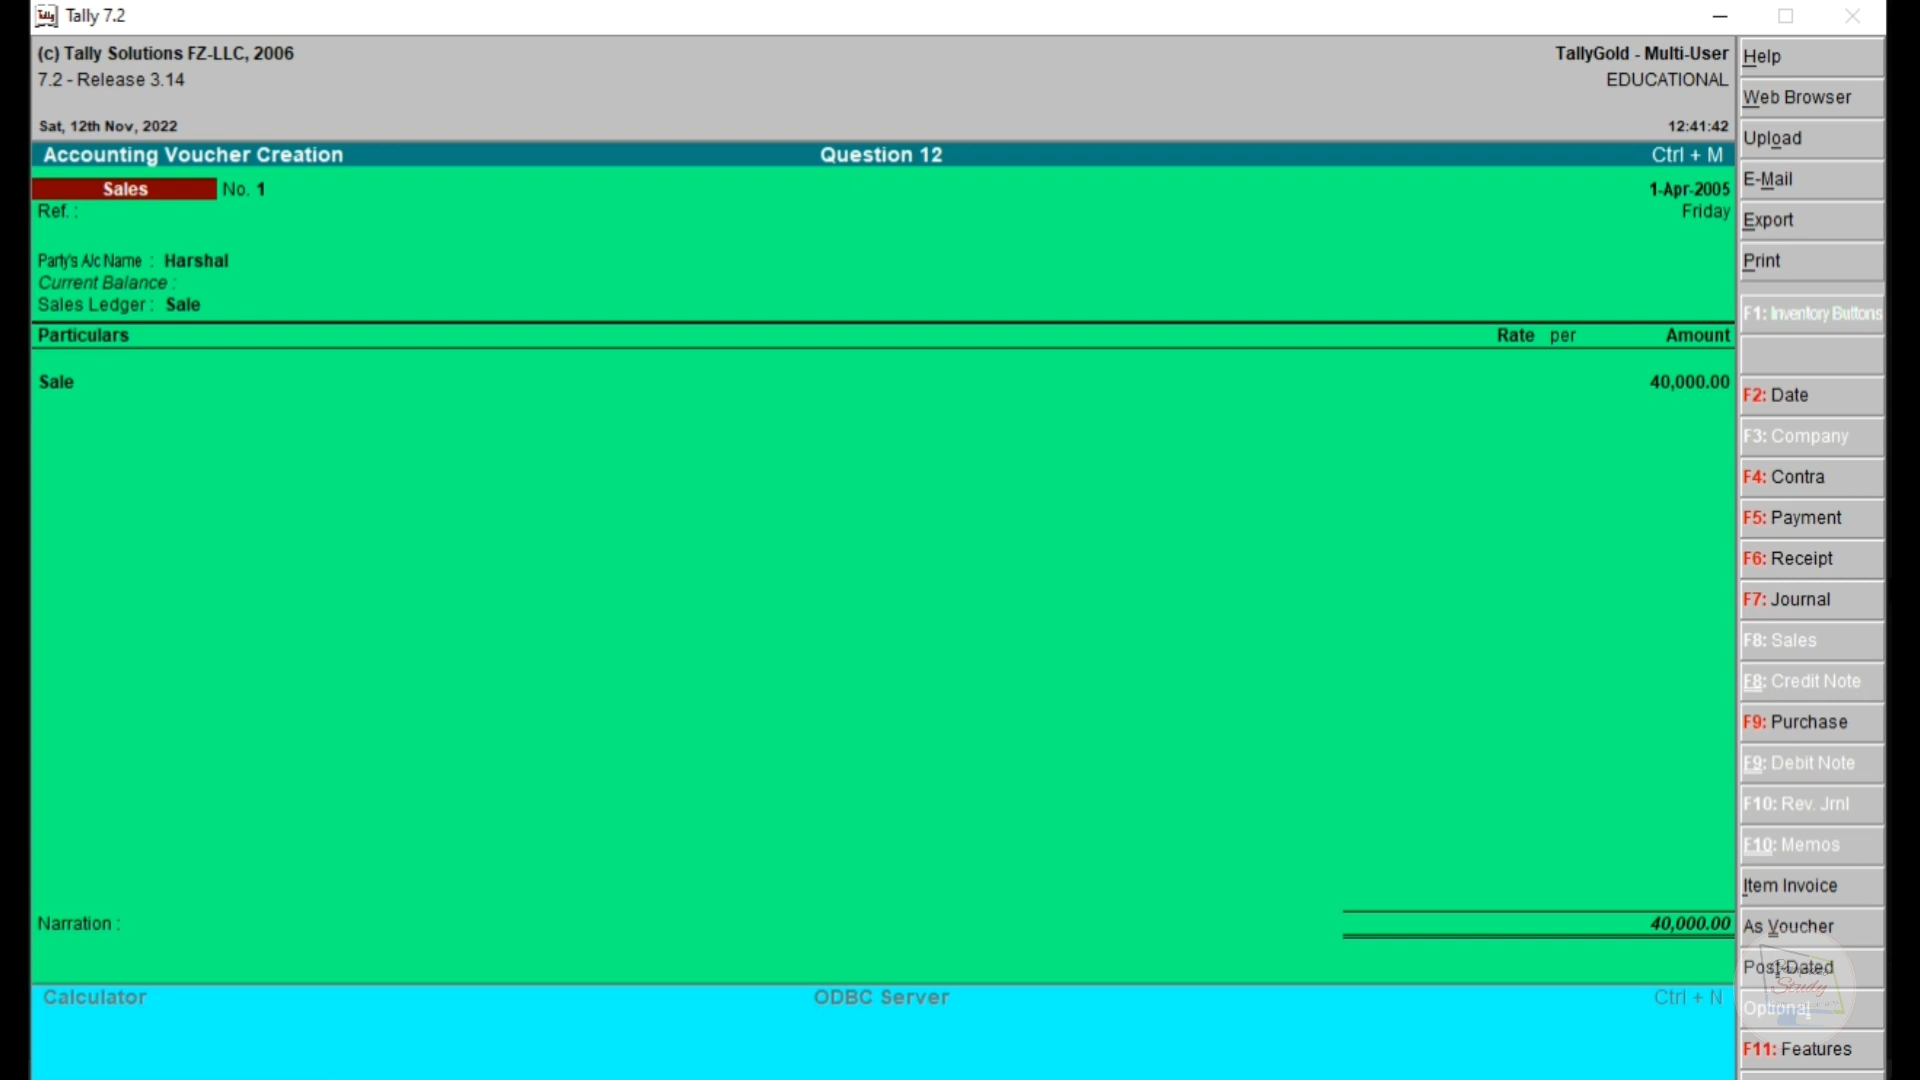 Tally 7.2
(c) Tally Solutions FZ-LLC, 2006
TallyGold - Multi-User
7.2 - Release 3.14
EDUCATIONAL
Sat, 12th Nov, 2022
12:41:42
Accounting Voucher Creation
Question 12
Ctrl + M
Sales No. 1
1-Apr-2005
Ref. :
Friday
Party's A/c Name : Harshal
Current Balance :
Sales Ledger : Sale
Particulars
Rate per
Amount
Sale
40,000.00
Narration :
40,000.00
Calculator
ODBC Server
Ctrl + N
Help
Web Browser
Upload
E-Mail
Export
Print
F1: Inventory Buttons
F2: Date
F3: Company
F4: Contra
F5: Payment
F6: Receipt
F7: Journal
F8: Sales
F8: Credit Note
F9: Purchase
F9: Debit Note
F10: Rev. Jrnl
F10: Memos
Item Invoice
As Voucher
Post-Dated
Study
Optional
F11: Features